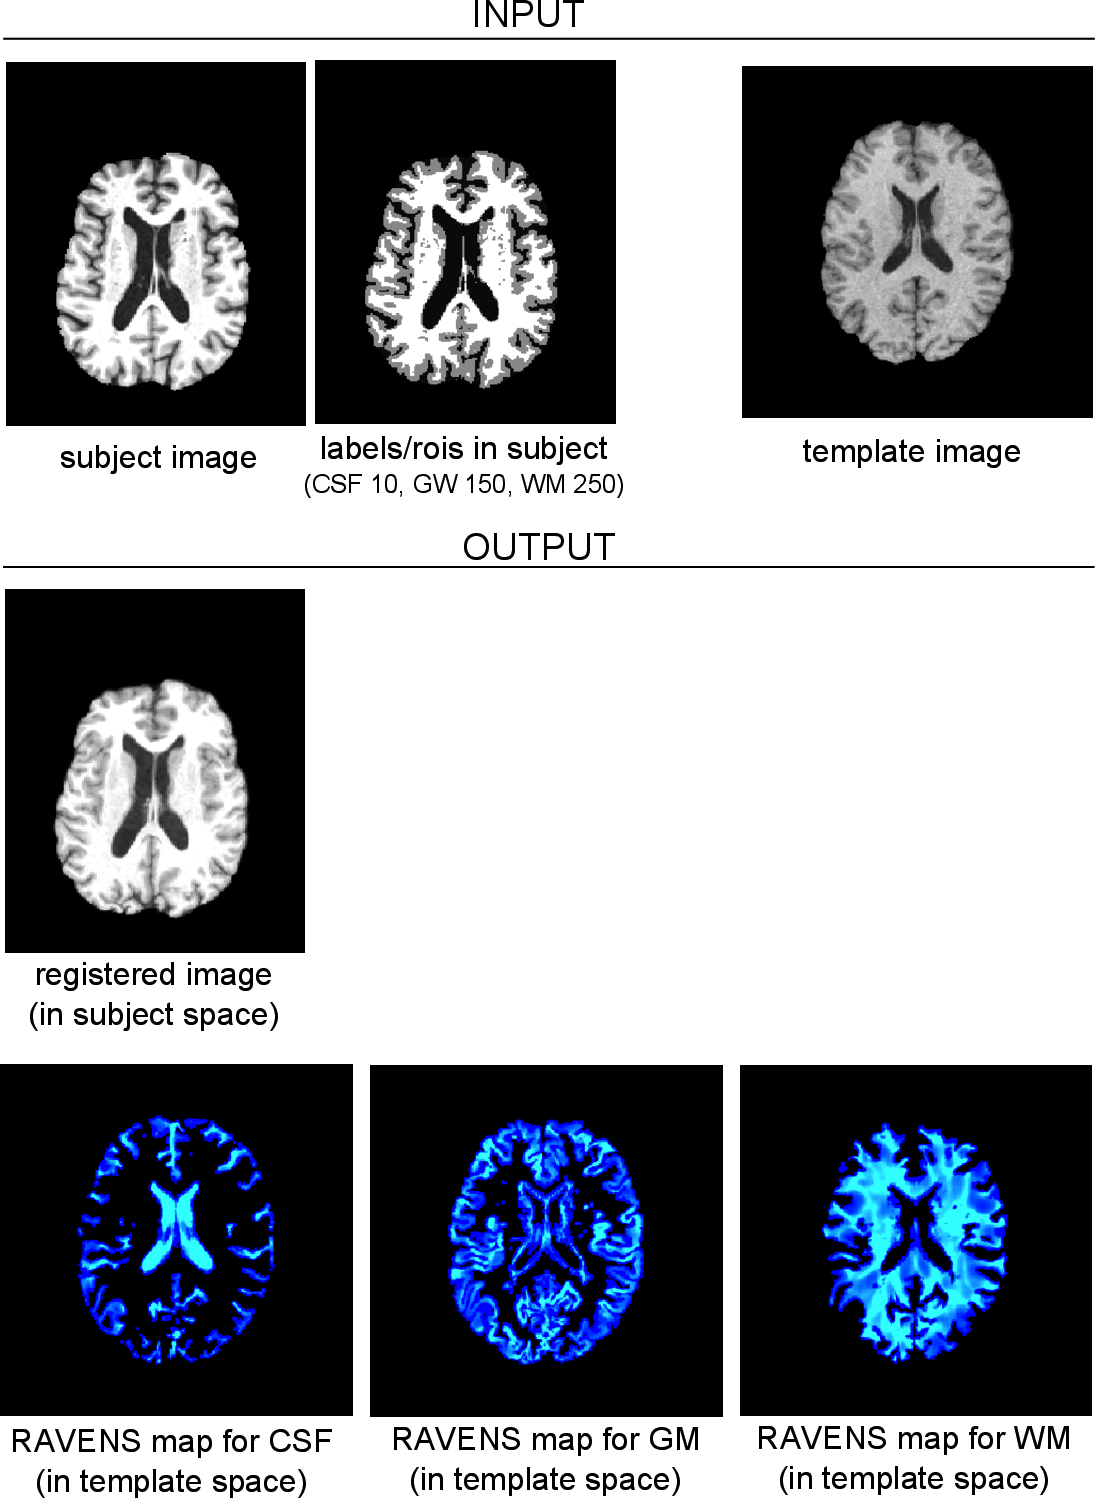 INPUT
subject image
labels/rois in subject
(CSF 10, GW 150, WM 250)
template image
OUTPUT
registered image
(in subject space)
RAVENS map for CSF
(in template space)
RAVENS map for GM
(in template space)
RAVENS map for WM
(in template space)